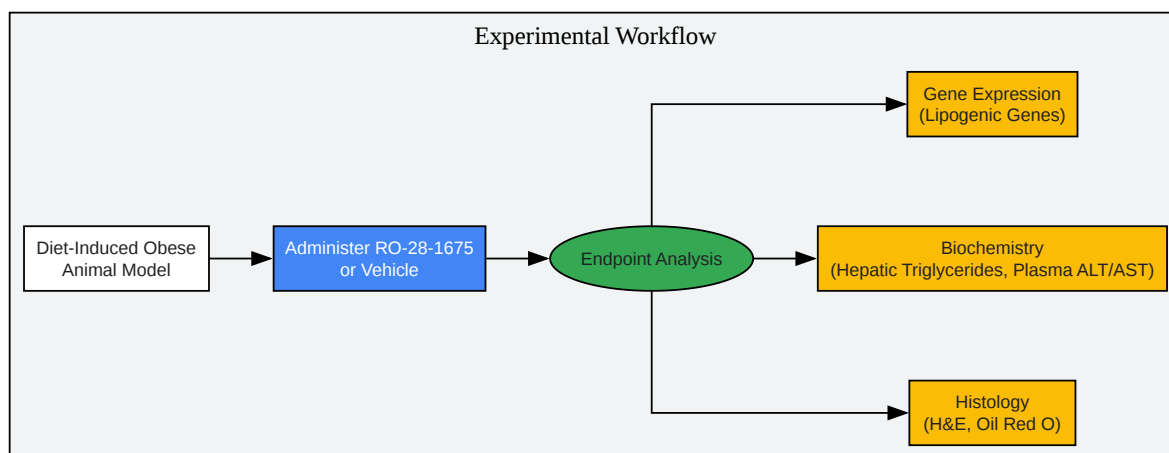 Experimental Workflow
Gene Expression
(Lipogenic Genes)
Diet-Induced Obese
Animal Model
Administer RO-28-1675
or Vehicle
Endpoint Analysis
Biochemistry
(Hepatic Triglycerides, Plasma ALT/AST)
Histology
(H&E, Oil Red O)